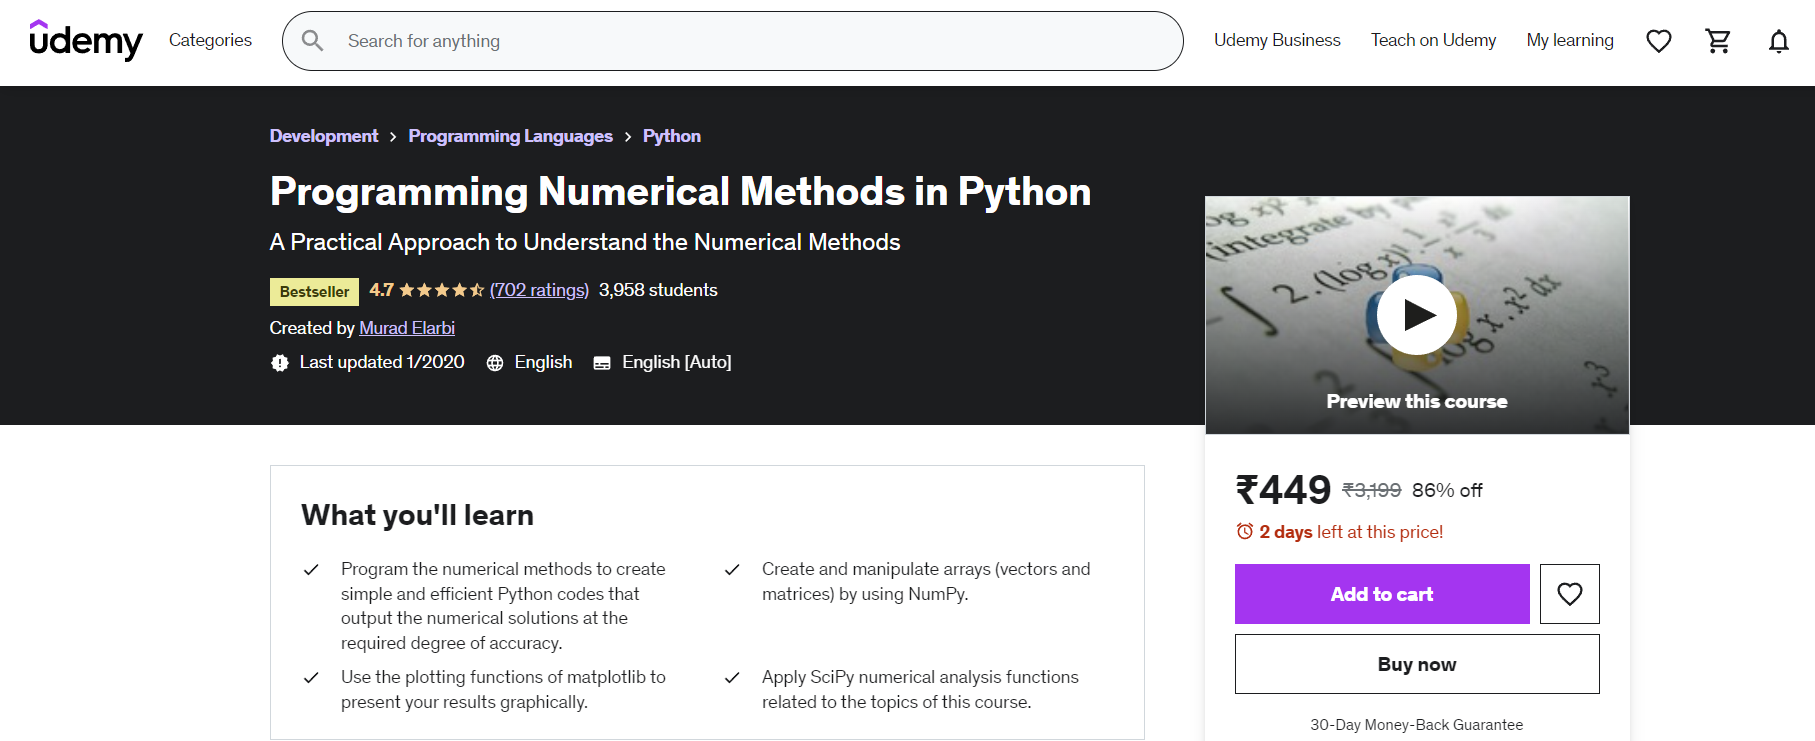 udemy
Categories
Search for anything
Udemy Business
Teach on Udemy
My learning
Development > Programming Languages > Python
Programming Numerical Methods in Python
A Practical Approach to Understand the Numerical Methods
Bestseller 4.7 (702 ratings) 3,958 students
Created by Murad Elarbi
Last updated 1/2020 English English [Auto]
Preview this course
₹449 ₹3,199 86% off
2 days left at this price!
Add to cart
Buy now
30-Day Money-Back Guarantee
What you'll learn
Program the numerical methods to create
simple and efficient Python codes that
output the numerical solutions at the
required degree of accuracy.
Create and manipulate arrays (vectors and
matrices) by using NumPy.
Use the plotting functions of matplotlib to
present your results graphically.
Apply SciPy numerical analysis functions
related to the topics of this course.